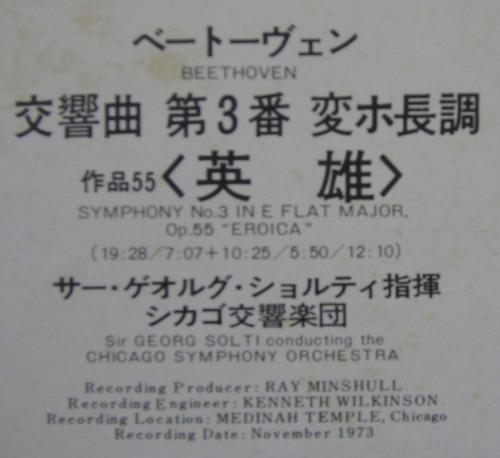 ベートーヴェン
BEETHOVEN
交響曲 第3番 変ホ長調
作品55〈英 雄〉
SYMPHONY No.3 IN E FLAT MAJOR,
Op.55 "EROICA"
(19:28/7:07+10:25/5:50/12:10)
サー・ゲオルグ・ショルティ指揮
シカゴ交響楽団
Sir GEORG SOLTI conducting the
CHICAGO SYMPHONY ORCHESTRA
Recording Producer: RAY MINSHULL
Recording Engineer: KENNETH WILKINSON
Recording Location: MEDINAH TEMPLE, Chicago
Recording Date: November 1973